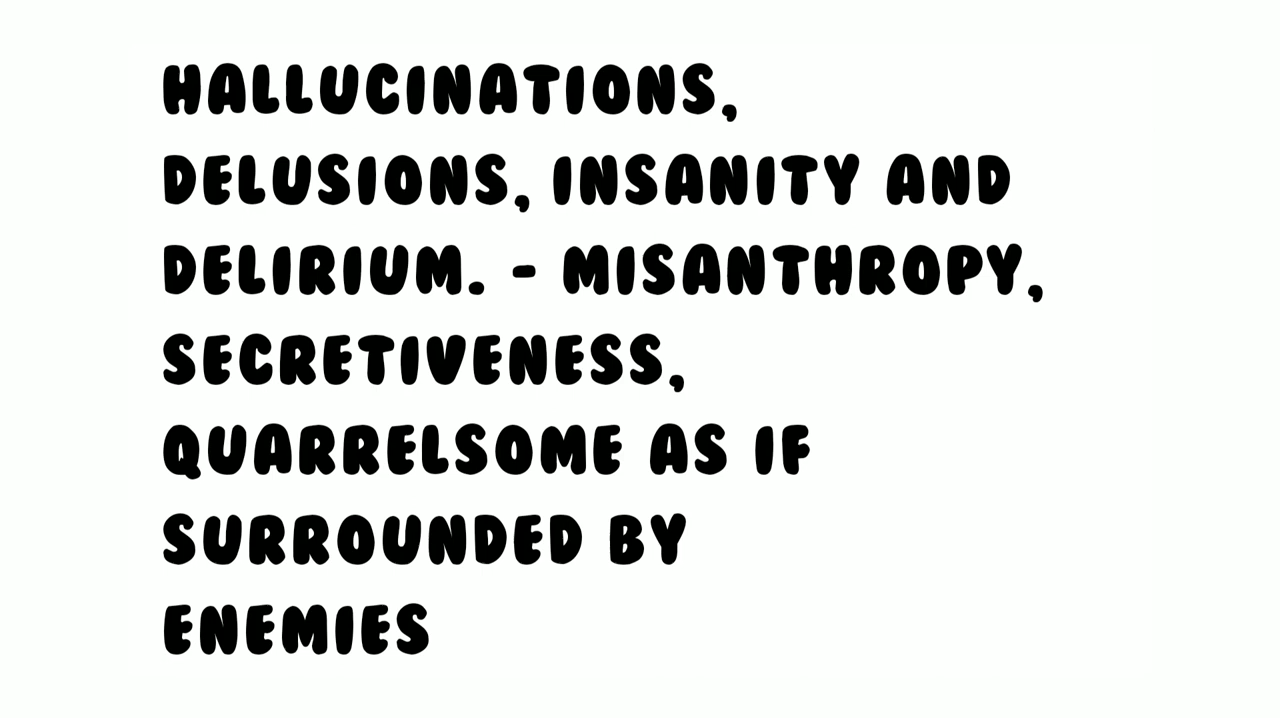 HALLUCINATIONS,
DELUSIONS, INSANITY AND
DELIRIUM. - MISANTHROPY,
SECRETIVENESS,
QUARRELSOME AS IF
SURROUNDED BY
ENEMIES